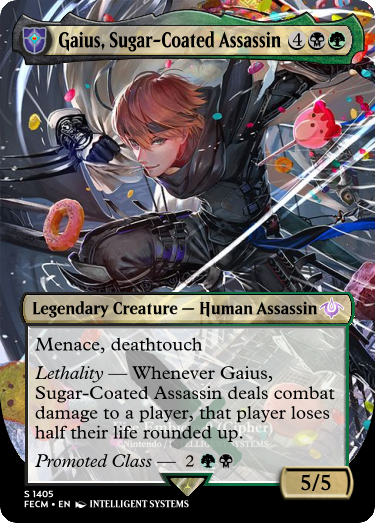 Gaius, Sugar-Coated Assassin 4
Legendary Creature — Human Assassin
Menace, deathtouch
Lethality — Whenever Gaius,
Sugar-Coated Assassin deals combat
damage to a player, that player loses
half their life rounded up.
Promoted Class — 2
5/5
S 1405
FECM • EN INTELLIGENT SYSTEMS